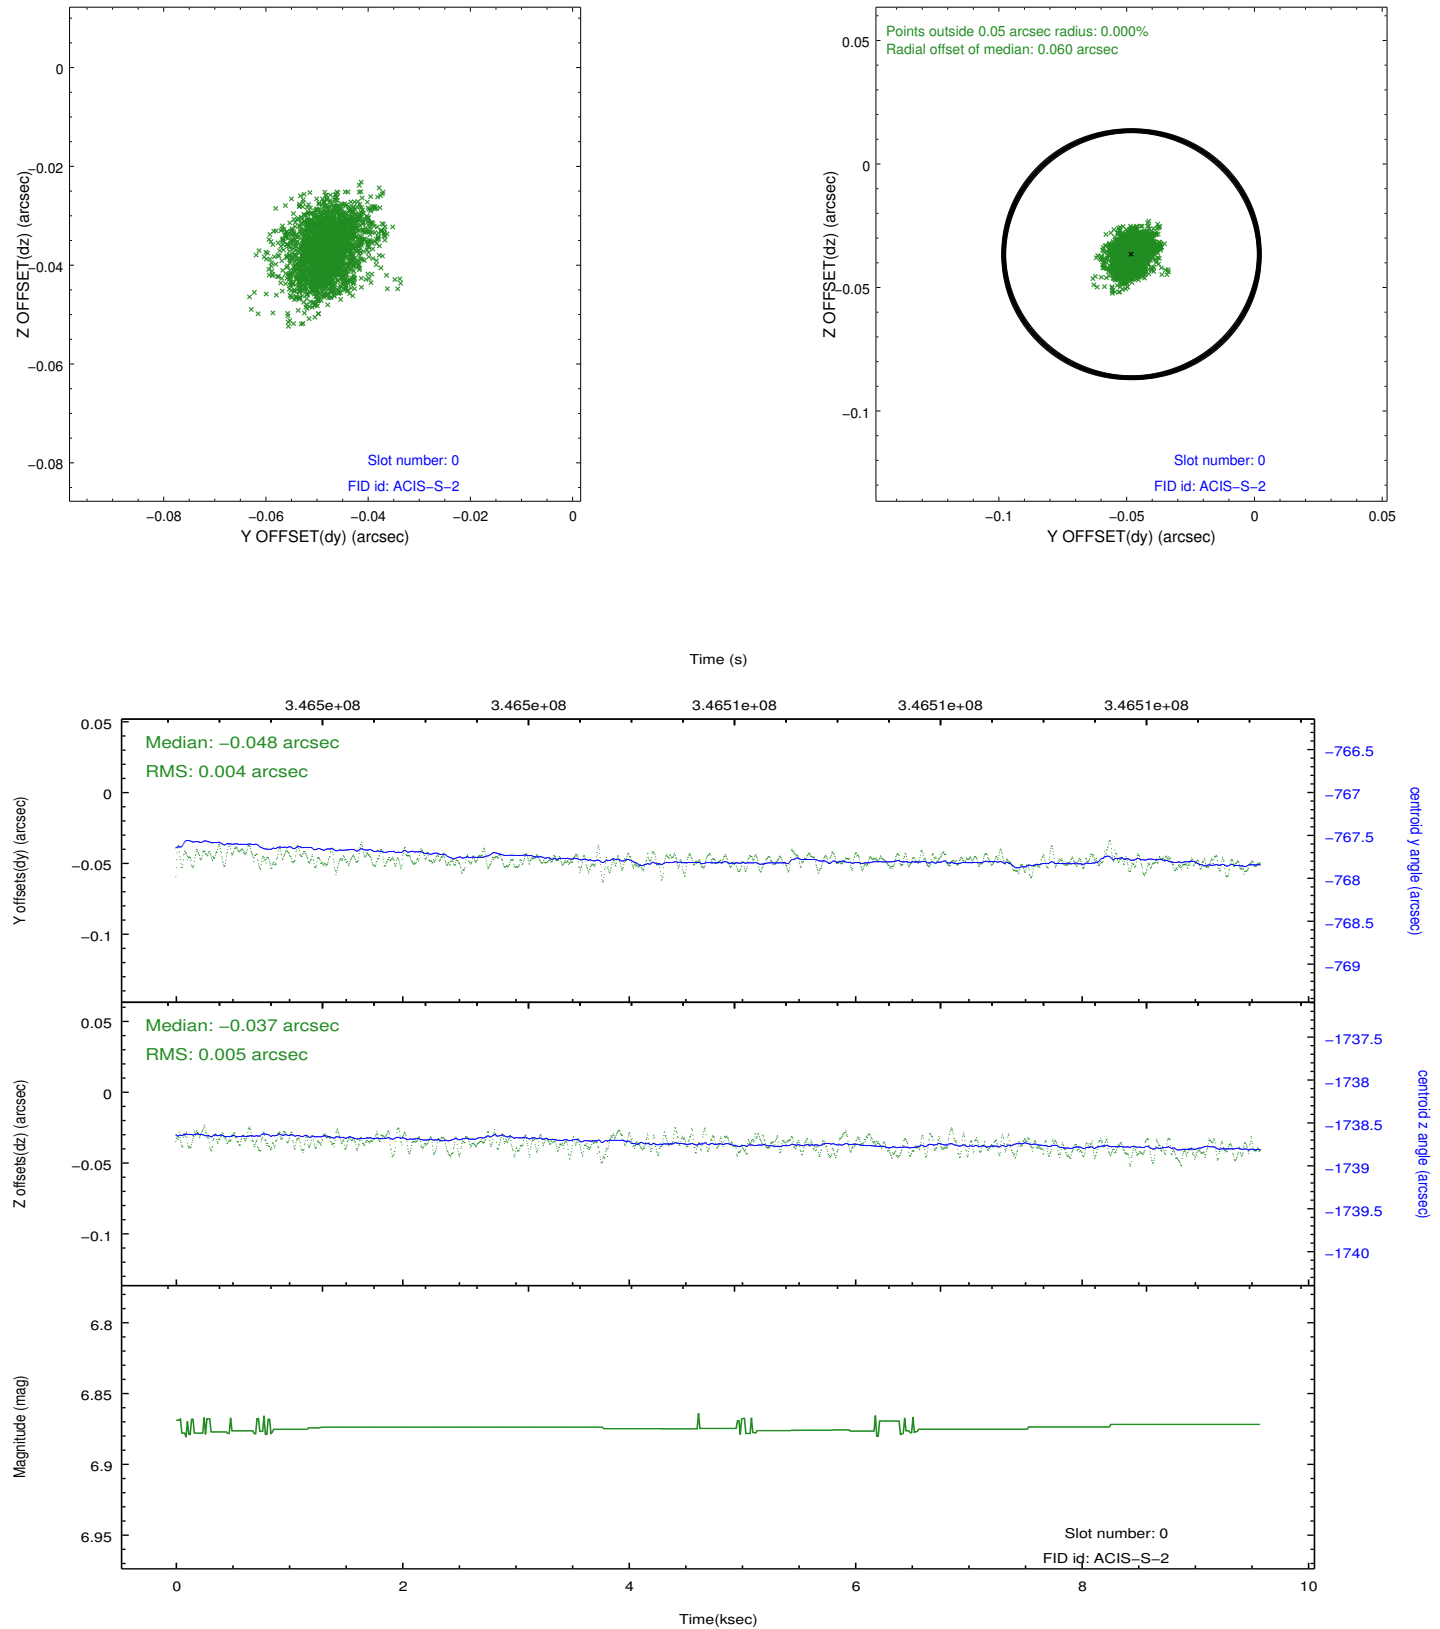 0
−0.02
−0.04
−0.06
−0.08
Z OFFSET(dz) (arcsec)
Slot number: 0
FID id: ACIS−S−2
−0.08
−0.06
−0.04
−0.02
0
Y OFFSET(dy) (arcsec)
Points outside 0.05 arcsec radius: 0.000%
Radial offset of median: 0.060 arcsec
0.05
0
−0.05
−0.1
Z OFFSET(dz) (arcsec)
Slot number: 0
FID id: ACIS−S−2
−0.1
−0.05
0
0.05
Y OFFSET(dy) (arcsec)
Time (s)
3.465e+08
3.465e+08
3.4651e+08
3.4651e+08
3.4651e+08
Median: −0.048 arcsec
RMS: 0.004 arcsec
0.05
0
−0.05
−0.1
Y offsets(dy) (arcsec)
−766.5
−767
−767.5
−768
−768.5
−769
centroid y angle (arcsec)
Median: −0.037 arcsec
RMS: 0.005 arcsec
0.05
0
−0.05
−0.1
Z offsets(dz) (arcsec)
−1737.5
−1738
−1738.5
−1739
−1739.5
−1740
centroid z angle (arcsec)
6.8
6.85
6.9
6.95
Magnitude (mag)
Slot number: 0
FID id: ACIS−S−2
0
2
4
6
8
10
Time(ksec)